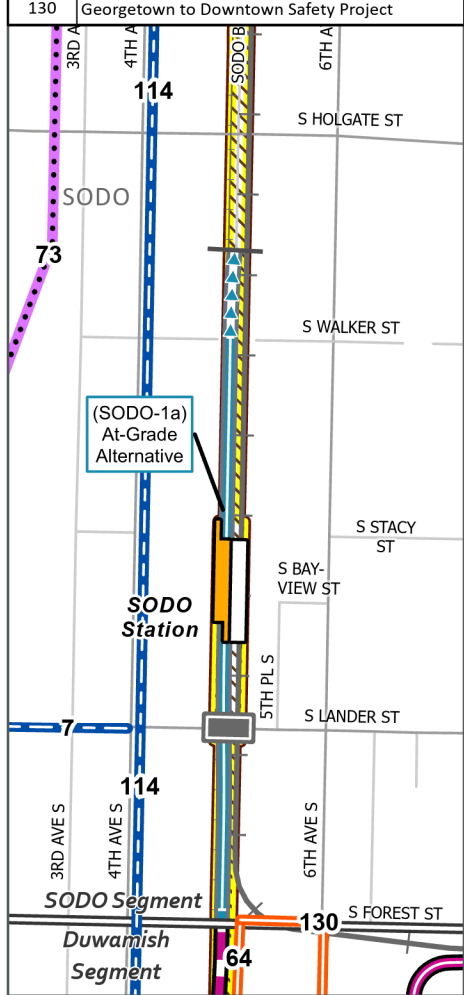 130 Georgetown to Downtown Safety Project
3RD A
4TH A
SODO B
6TH A
114
S HOLGATE ST
SODO
73
S WALKER ST
(SODO-1a)
At-Grade
Alternative
S STACY
ST
S BAY-
VIEW ST
SODO
Station
5TH PL S
S LANDER ST
7
114
3RD AVE S
4TH AVE S
6TH AVE S
SODO Segment
S FOREST ST
130
Duwamish
Segment
64